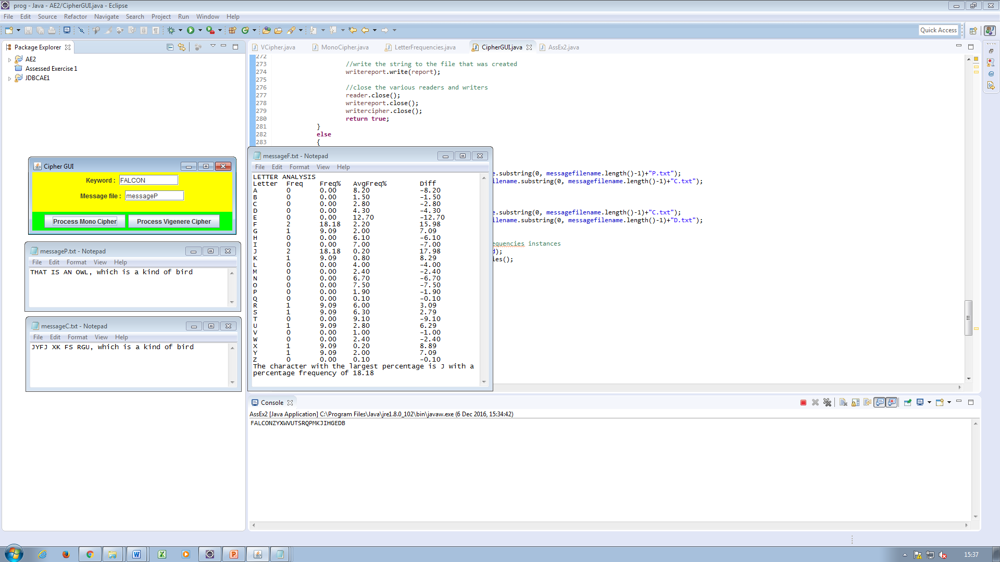 prog - Java - AE2/CipherGUI.java - Eclipse
File Edit Source Refactor Navigate Search Project Run Window Help
Quick Access
Package Explorer
AE2
Assessed Exercise 1
JDBCAE1
VCipher.java MonoCipher.java LetterFrequencies.java CipherGUI.java AssEx2.java
272
273 //write the string to the file that was created
274 writereport.write(report);
275
276 //close the various readers and writers
277 reader.close();
278 writereport.close();
279 writercipher.close();
280 return true;
281 }
282 else
283 {
e.substring(0, messagefilename.length()-1)+"P.txt");
ilename.substring(0, messagefilename.length()-1)+"C.txt");
e.substring(0, messagefilename.length()-1)+"C.txt");
ilename.substring(0, messagefilename.length()-1)+"D.txt");
equencies instances
d);
ies();
Cipher GUI
Keyword : FALCON
Message file : messageP
Process Mono Cipher Process Vigenere Cipher
messageP.txt - Notepad
File Edit Format View Help
THAT IS AN OWL, which is a kind of bird
messageC.txt - Notepad
File Edit Format View Help
JYFJ XK FS RGU, which is a kind of bird
messageF.txt - Notepad
File Edit Format View Help
LETTER ANALYSIS
Letter Freq Freq% AvgFreq% Diff
A 0 0.00 8.20 -8.20
B 0 0.00 1.50 -1.50
C 0 0.00 2.80 -2.80
D 0 0.00 4.30 -4.30
E 0 0.00 12.70 -12.70
F 2 18.18 2.20 15.98
G 1 9.09 2.00 7.09
H 0 0.00 6.10 -6.10
I 0 0.00 7.00 -7.00
J 2 18.18 0.20 17.98
K 1 9.09 0.80 8.29
L 0 0.00 4.00 -4.00
M 0 0.00 2.40 -2.40
N 0 0.00 6.70 -6.70
O 0 0.00 7.50 -7.50
P 0 0.00 1.90 -1.90
Q 0 0.00 0.10 -0.10
R 1 9.09 6.00 3.09
S 1 9.09 6.30 2.79
T 0 0.00 9.10 -9.10
U 1 9.09 2.80 6.29
V 0 0.00 1.00 -1.00
W 0 0.00 2.40 -2.40
X 1 9.09 0.20 8.89
Y 1 9.09 2.00 7.09
Z 0 0.00 0.10 -0.10
The character with the largest percentage is J with a
percentage frequency of 18.18
Console
AssEx2 [Java Application] C:\Program Files\Java\jre1.8.0_102\bin\javaw.exe (6 Dec 2016, 15:34:42)
FALCONZYXWVUTSRQPMKJIHGEDB
15:37